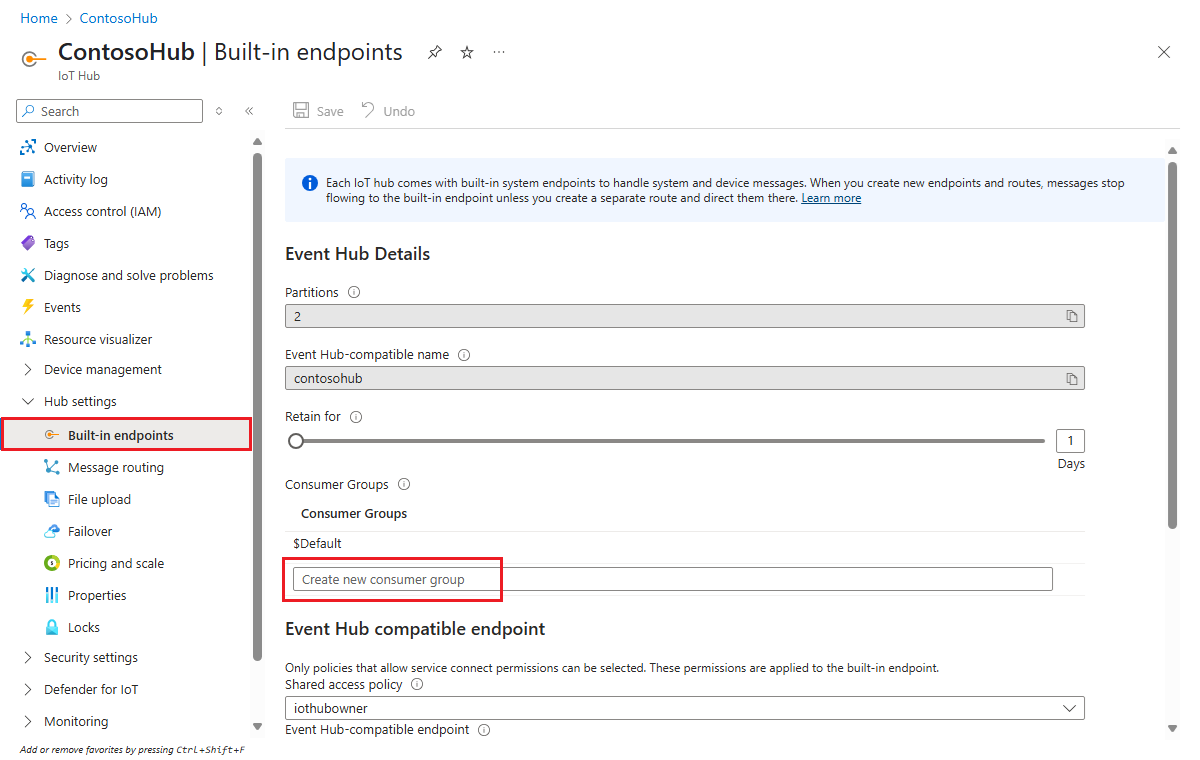 Home > ContosoHub
ContosoHub | Built-in endpoints
IoT Hub
Search
Overview
Activity log
Access control (IAM)
Tags
Diagnose and solve problems
Events
Resource visualizer
Device management
Hub settings
Built-in endpoints
Message routing
File upload
Failover
Pricing and scale
Properties
Locks
Security settings
Defender for IoT
Monitoring
Add or remove favorites by pressing Ctrl+Shift+F
Save
Undo
Each IoT hub comes with built-in system endpoints to handle system and device messages. When you create new endpoints and routes, messages stop
flowing to the built-in endpoint unless you create a separate route and direct them there. Learn more
Event Hub Details
Partitions
2
Event Hub-compatible name
contosohub
Retain for
1
Days
Consumer Groups
Consumer Groups
$Default
Create new consumer group
Event Hub compatible endpoint
Only policies that allow service connect permissions can be selected. These permissions are applied to the built-in endpoint.
Shared access policy
iothubowner
Event Hub-compatible endpoint